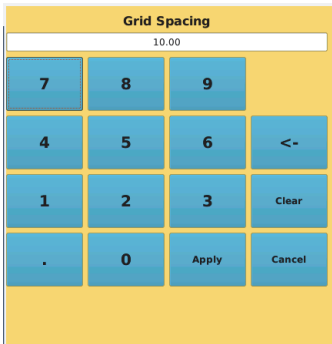 Grid Spacing
10.00
7 8 9
4 5 6 <-
1 2 3 Clear
. 0 Apply Cancel